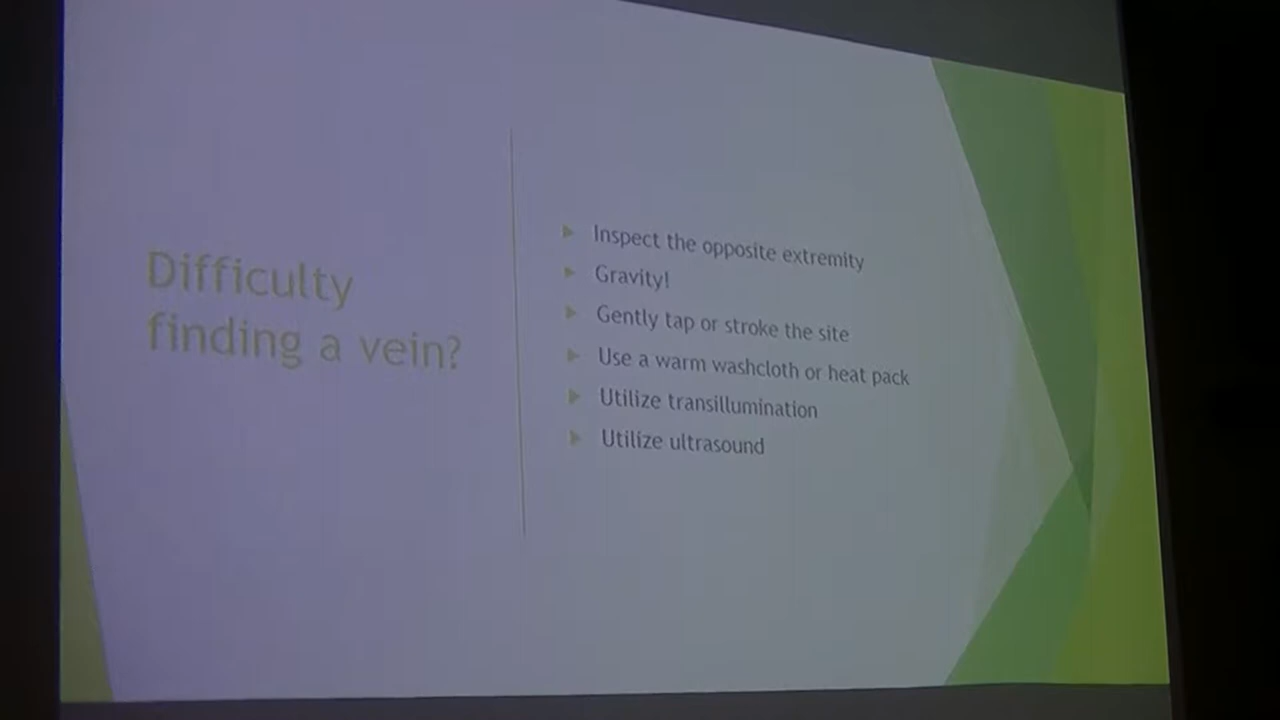 Difficulty
finding a vein?
Inspect the opposite extremity
Gravity!
Gently tap or stroke the site
Use a warm washcloth or heat pack
Utilize transillumination
Utilize ultrasound